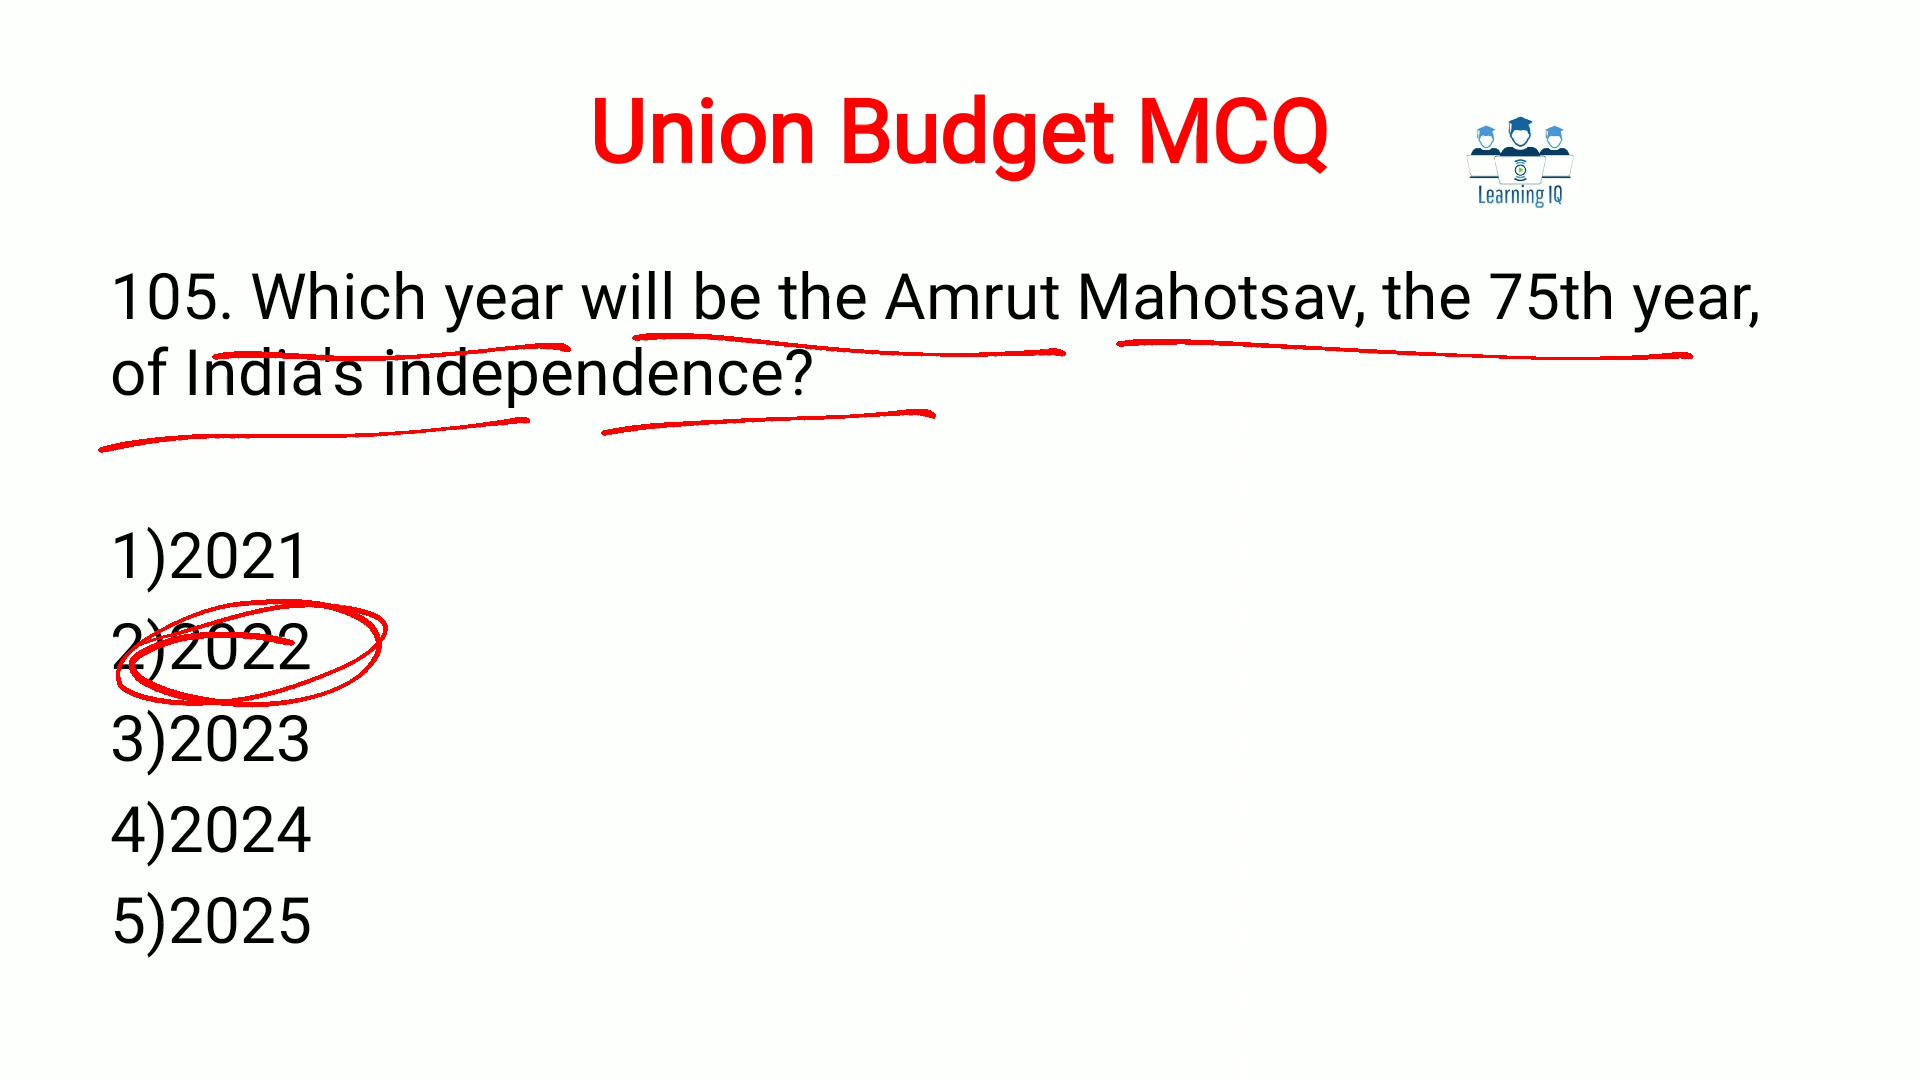 Union Budget MCQ
Learning IQ
105. Which year will be the Amrut Mahotsav, the 75th year,
of India's independence?
1)2021
2)2022
3)2023
4)2024
5)2025